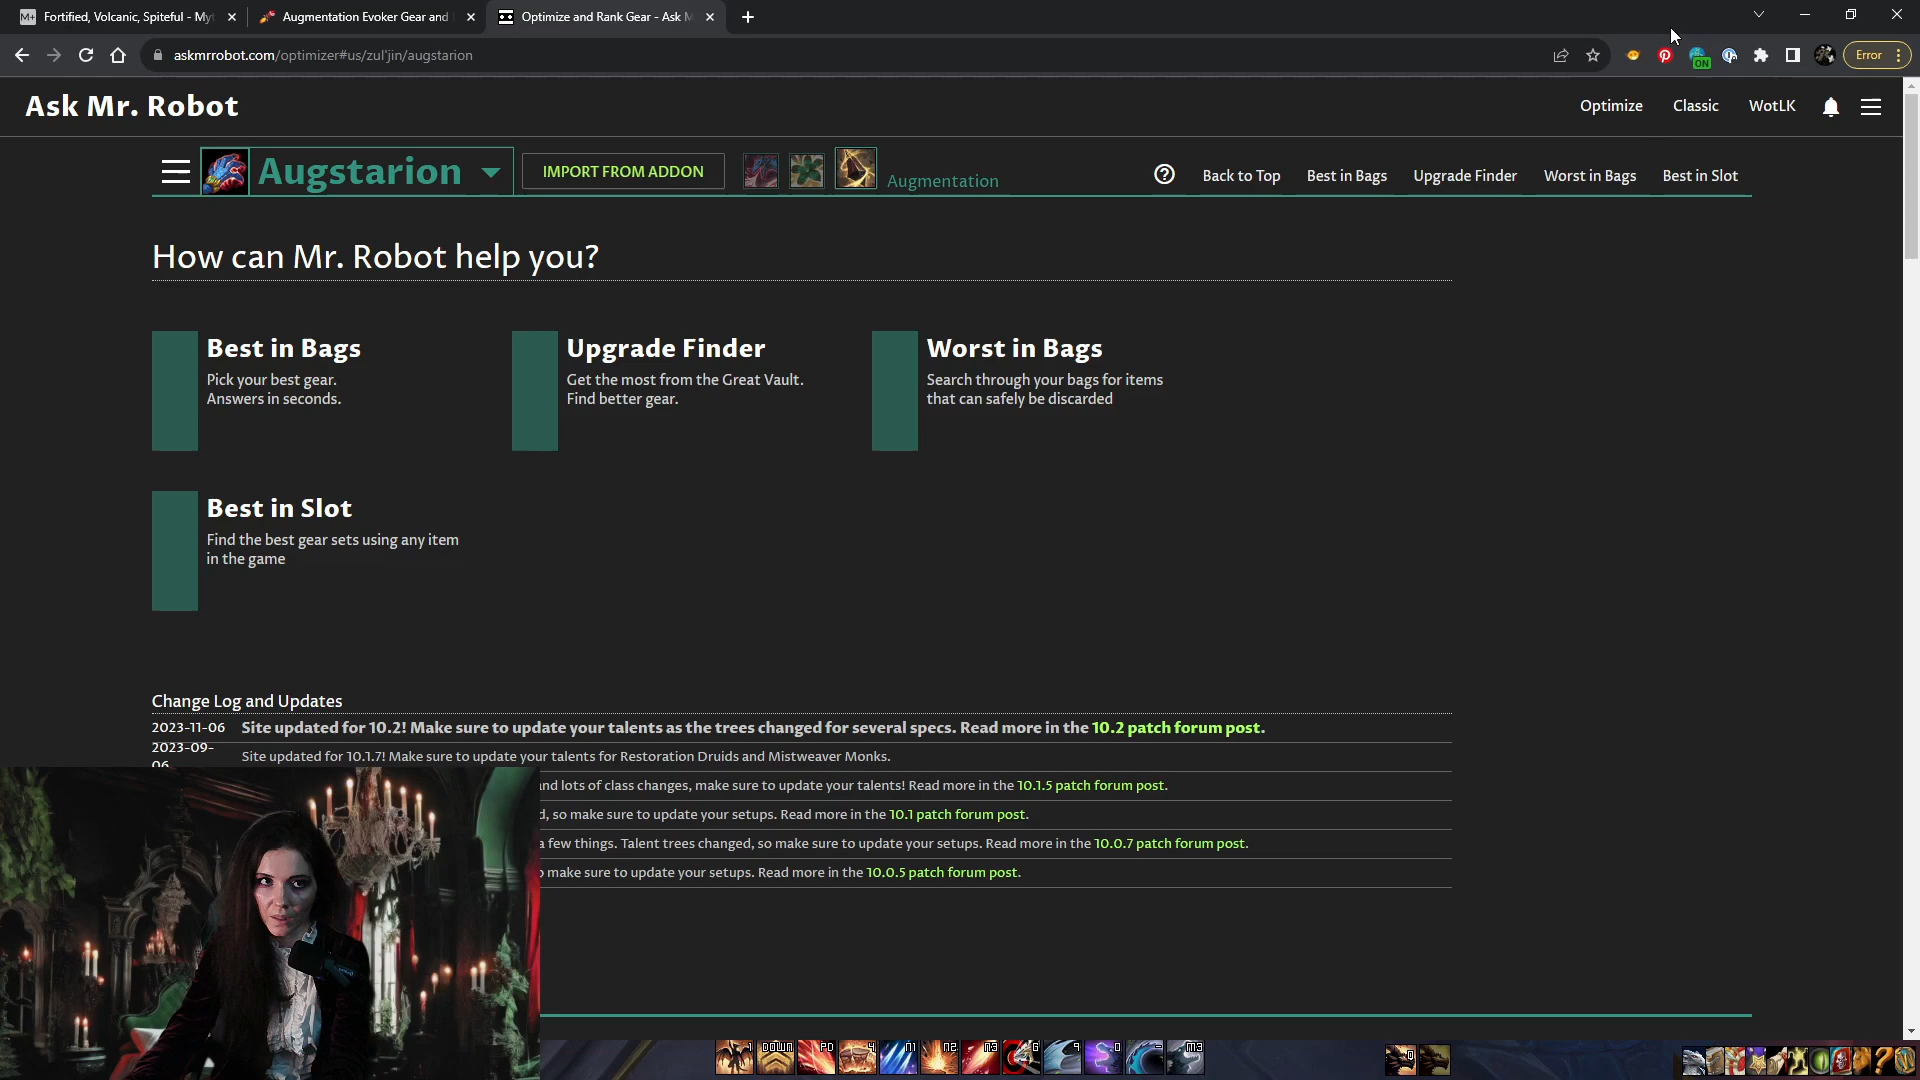 Fortified, Volcanic, Spiteful - My
Augmentation Evoker Gear and
Optimize and Rank Gear - Ask M
askmrrobot.com/optimizer#us/zul'jin/augstarion
ON
Error
Ask Mr. Robot
Optimize
Classic
WotLK
Augstarion
IMPORT FROM ADDON
Augmentation
Back to Top
Best in Bags
Upgrade Finder
Worst in Bags
Best in Slot
How can Mr. Robot help you?
Best in Bags
Pick your best gear.
Answers in seconds.
Upgrade Finder
Get the most from the Great Vault.
Find better gear.
Worst in Bags
Search through your bags for items
that can safely be discarded
Best in Slot
Find the best gear sets using any item
in the game
Change Log and Updates
2023-11-06 Site updated for 10.2! Make sure to update your talents as the trees changed for several specs. Read more in the 10.2 patch forum post.
2023-09-
06
Site updated for 10.1.7! Make sure to update your talents for Restoration Druids and Mistweaver Monks.
nd lots of class changes, make sure to update your talents! Read more in the 10.1.5 patch forum post.
d, so make sure to update your setups. Read more in the 10.1 patch forum post.
a few things. Talent trees changed, so make sure to update your setups. Read more in the 10.0.7 patch forum post.
make sure to update your setups. Read more in the 10.0.5 patch forum post.
DOWN